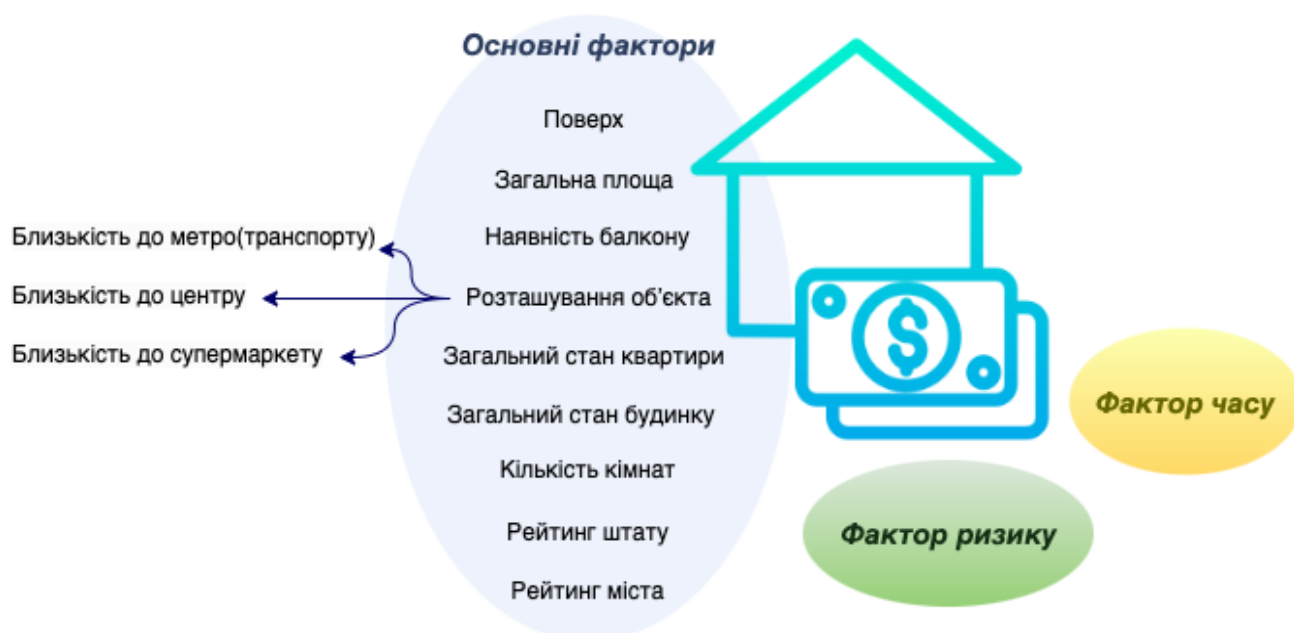 Основні фактори
Поверх
Загальна площа
Наявність балкону
Розташування об'єкта
Загальний стан квартири
Загальний стан будинку
Кількість кімнат
Рейтинг штату
Рейтинг міста
Близькість до метро(транспорту)
Близькість до центру
Близькість до супермаркету
$
Фактор часу
Фактор ризику